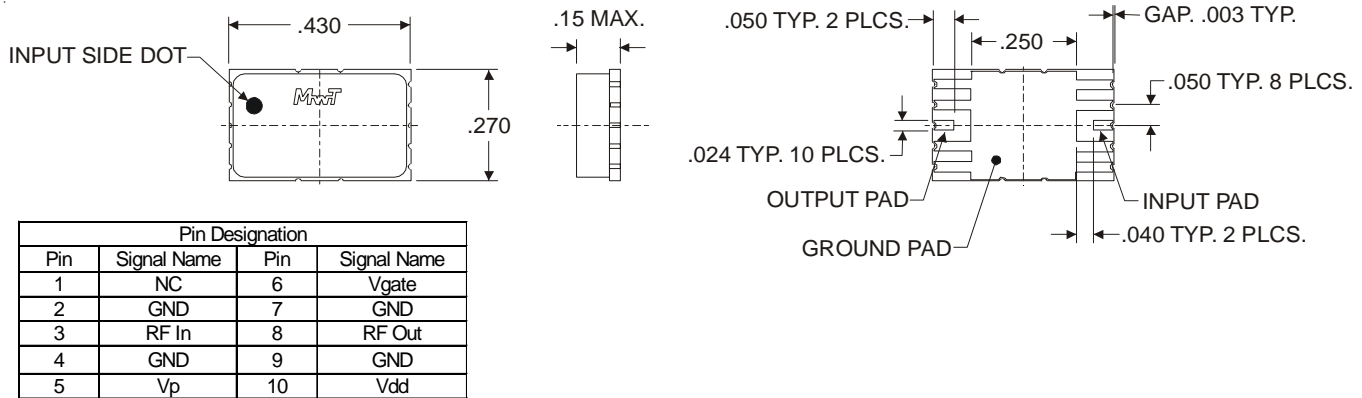 .430
.15 MAX.
.050 TYP. 2 PLCS.
GAP. .003 TYP.
INPUT SIDE DOT
.250
MwT
.050 TYP. 8 PLCS.
.270
.024 TYP. 10 PLCS.
OUTPUT PAD
INPUT PAD
GROUND PAD
.040 TYP. 2 PLCS.
Pin Designation
Pin Signal Name Pin Signal Name
1 NC 6 Vgate
2 GND 7 GND
3 RF In 8 RF Out
4 GND 9 GND
5 Vp 10 Vdd